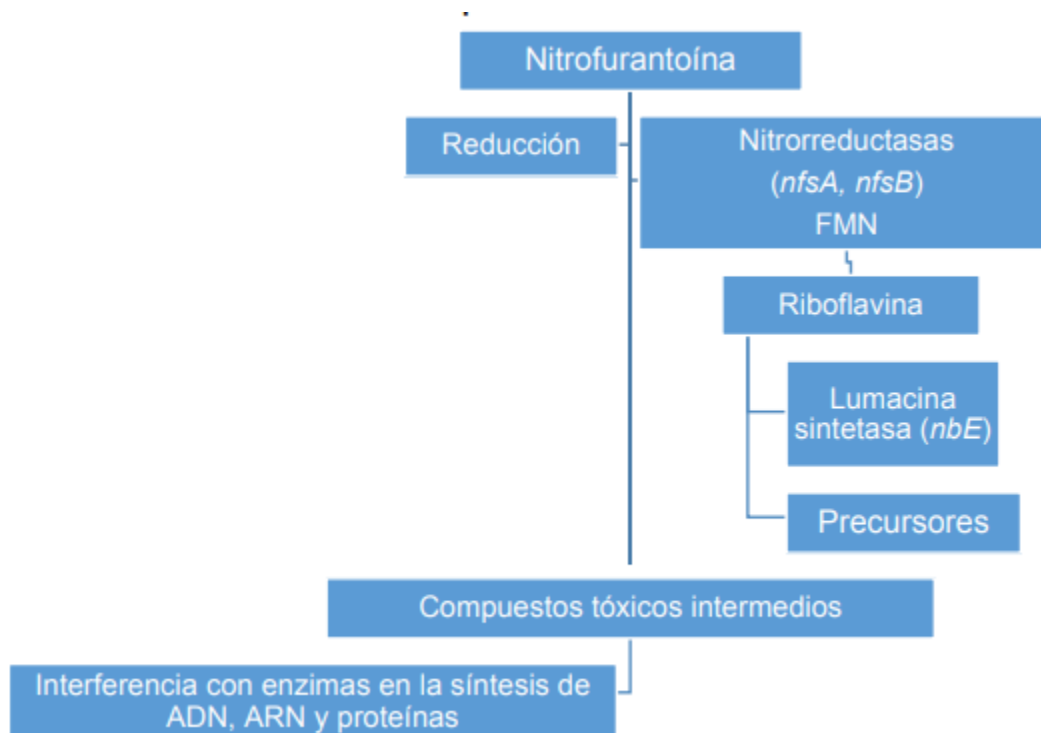 Nitrofurantoína
Reducción
Nitrorreductasas
(nfsA, nfsB)
FMN
Riboflavina
Lumacina
sintetasa (nbE)
Precursores
Compuestos tóxicos intermedios
Interferencia con enzimas en la síntesis de
ADN, ARN y proteínas